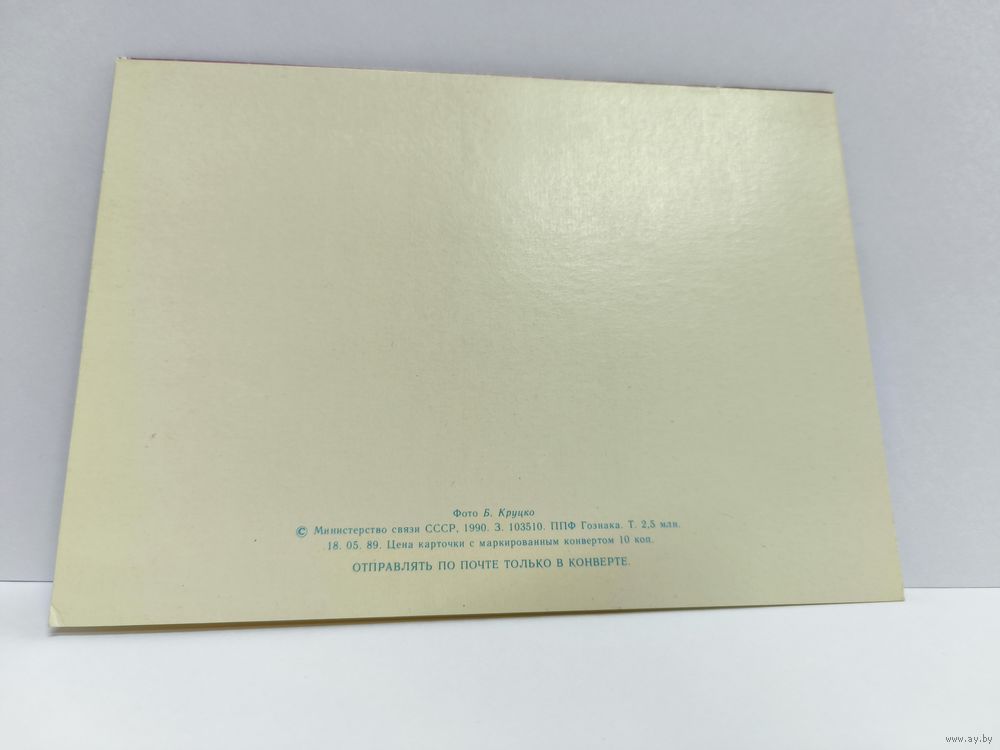 Фото Б. Круцко
© Министерство связи СССР, 1990. З. 103510. ППФ Гознака. Т. 2,5 млн.
18. 05. 89. Цена карточки с маркированным конвертом 10 коп.
ОТПРАВЛЯТЬ ПО ПОЧТЕ ТОЛЬКО В КОНВЕРТЕ.
www.ay.by